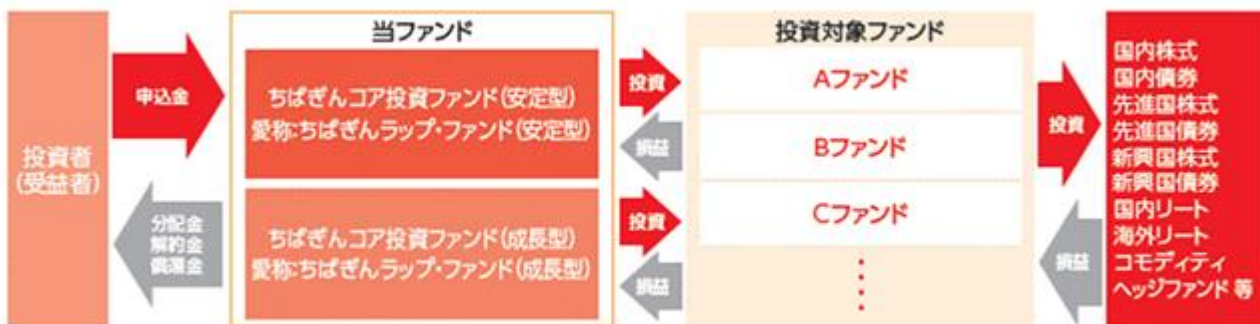 投資者
(受益者)
申込金
分配金
解約金
償還金
当ファンド
ちばぎんコア投資ファンド(安定型)
愛称:ちばぎんラップ・ファンド(安定型)
ちばぎんコア投資ファンド(成長型)
愛称:ちばぎんラップ・ファンド(成長型)
投資
損益
投資
損益
投資対象ファンド
Aファンド
Bファンド
Cファンド
投資
損益
国内株式
国内債券
先進国株式
先進国債券
新興国株式
新興国債券
国内リート
海外リート
コモディティ
ヘッジファンド 等